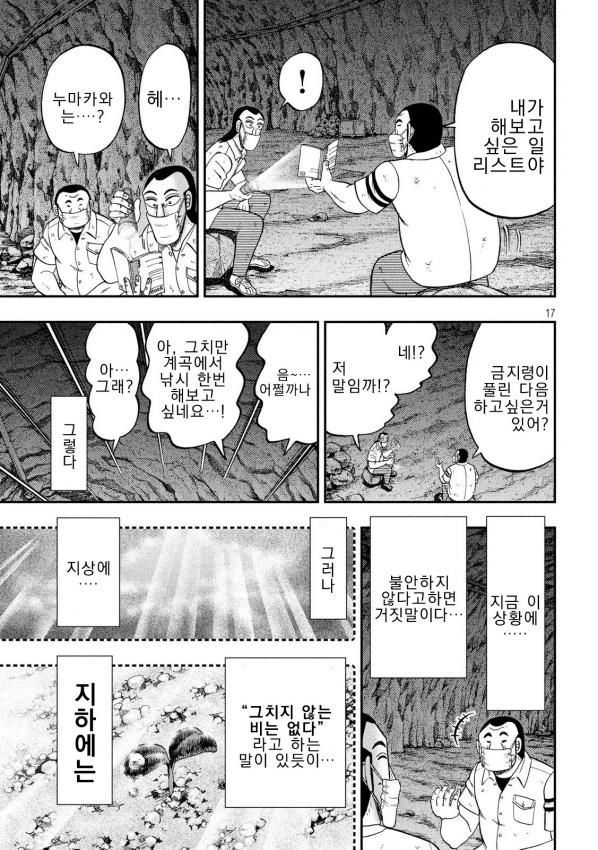 내가
해보고
싶은 일
리스트야
!
헤…
누마카와
는….?
17
금지령이
풀린 다음
하고싶은거
있어?
네!?
저
말임까!?
음~…
어쩔까나
아, 그치만
계곡에서
낚시 한번
해보고
싶네요…!
아…
그래?
그렇다
지금 이
상황에
…..
불안하지
않다고하면
거짓말이다…
그러나
지상에
….
“그치지 않는
비는 없다”
라고 하는
말이 있듯이…
지하에는